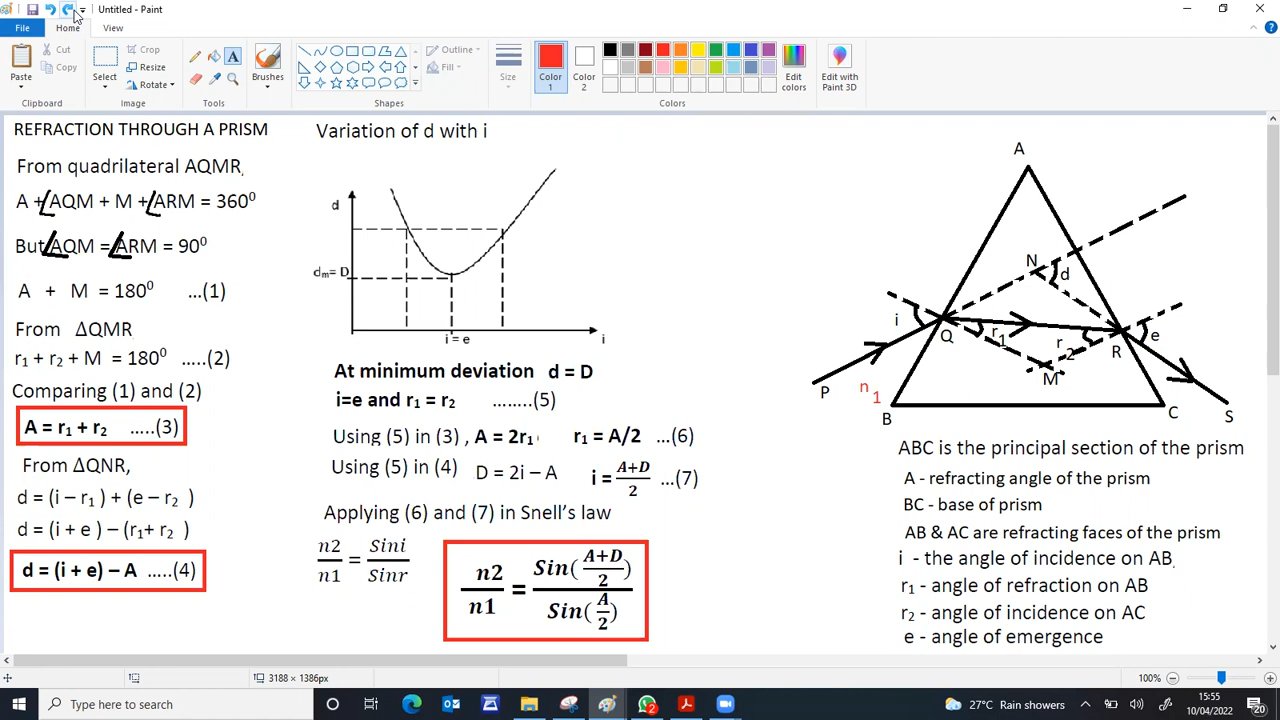 Untitled - Paint
File
Home
View
Paste
Cut
Copy
Clipboard
Select
Crop
Resize
Rotate
Image
A
Tools
Brushes
Shapes
Outline
Fill
Size
Color 1
Color 2
Colors
Edit colors
Edit with Paint 3D
REFRACTION THROUGH A PRISM
From quadrilateral AQMR,
A +∠AQM + M +∠ARM = 360⁰
But ∠AQM = ∠ARM = 90⁰
A + M = 180⁰ …(1)
From ΔQMR
r₁ + r₂ + M = 180⁰ …..(2)
Comparing (1) and (2)
A = r₁ + r₂ …..(3)
From ΔQNR,
d = (i – r₁ ) + (e – r₂ )
d = (i + e ) – (r₁+ r₂ )
d = (i + e) – A …..(4)
Variation of d with i
d
dₘ= D
i = e
i
At minimum deviation d = D
i=e and r₁ = r₂ ……..(5)
Using (5) in (3) , A = 2r₁ r₁ = A/2 …(6)
Using (5) in (4) D = 2i – A i = A+D/2 …(7)
Applying (6) and (7) in Snell’s law
n2/n1 = Sini/Sinr
n2/n1 = Sin(A+D/2)/Sin(A/2)
A
N
d
i
Q
r₁
r₂
R
e
M
P
n₁
B
C
S
ABC is the principal section of the prism
A - refracting angle of the prism
BC - base of prism
AB & AC are refracting faces of the prism
i - the angle of incidence on AB
r₁ - angle of refraction on AB
r₂ - angle of incidence on AC
e - angle of emergence
3188 × 1386px
100%
Type here to search
2
27°C Rain showers
15:55
10/04/2022
20